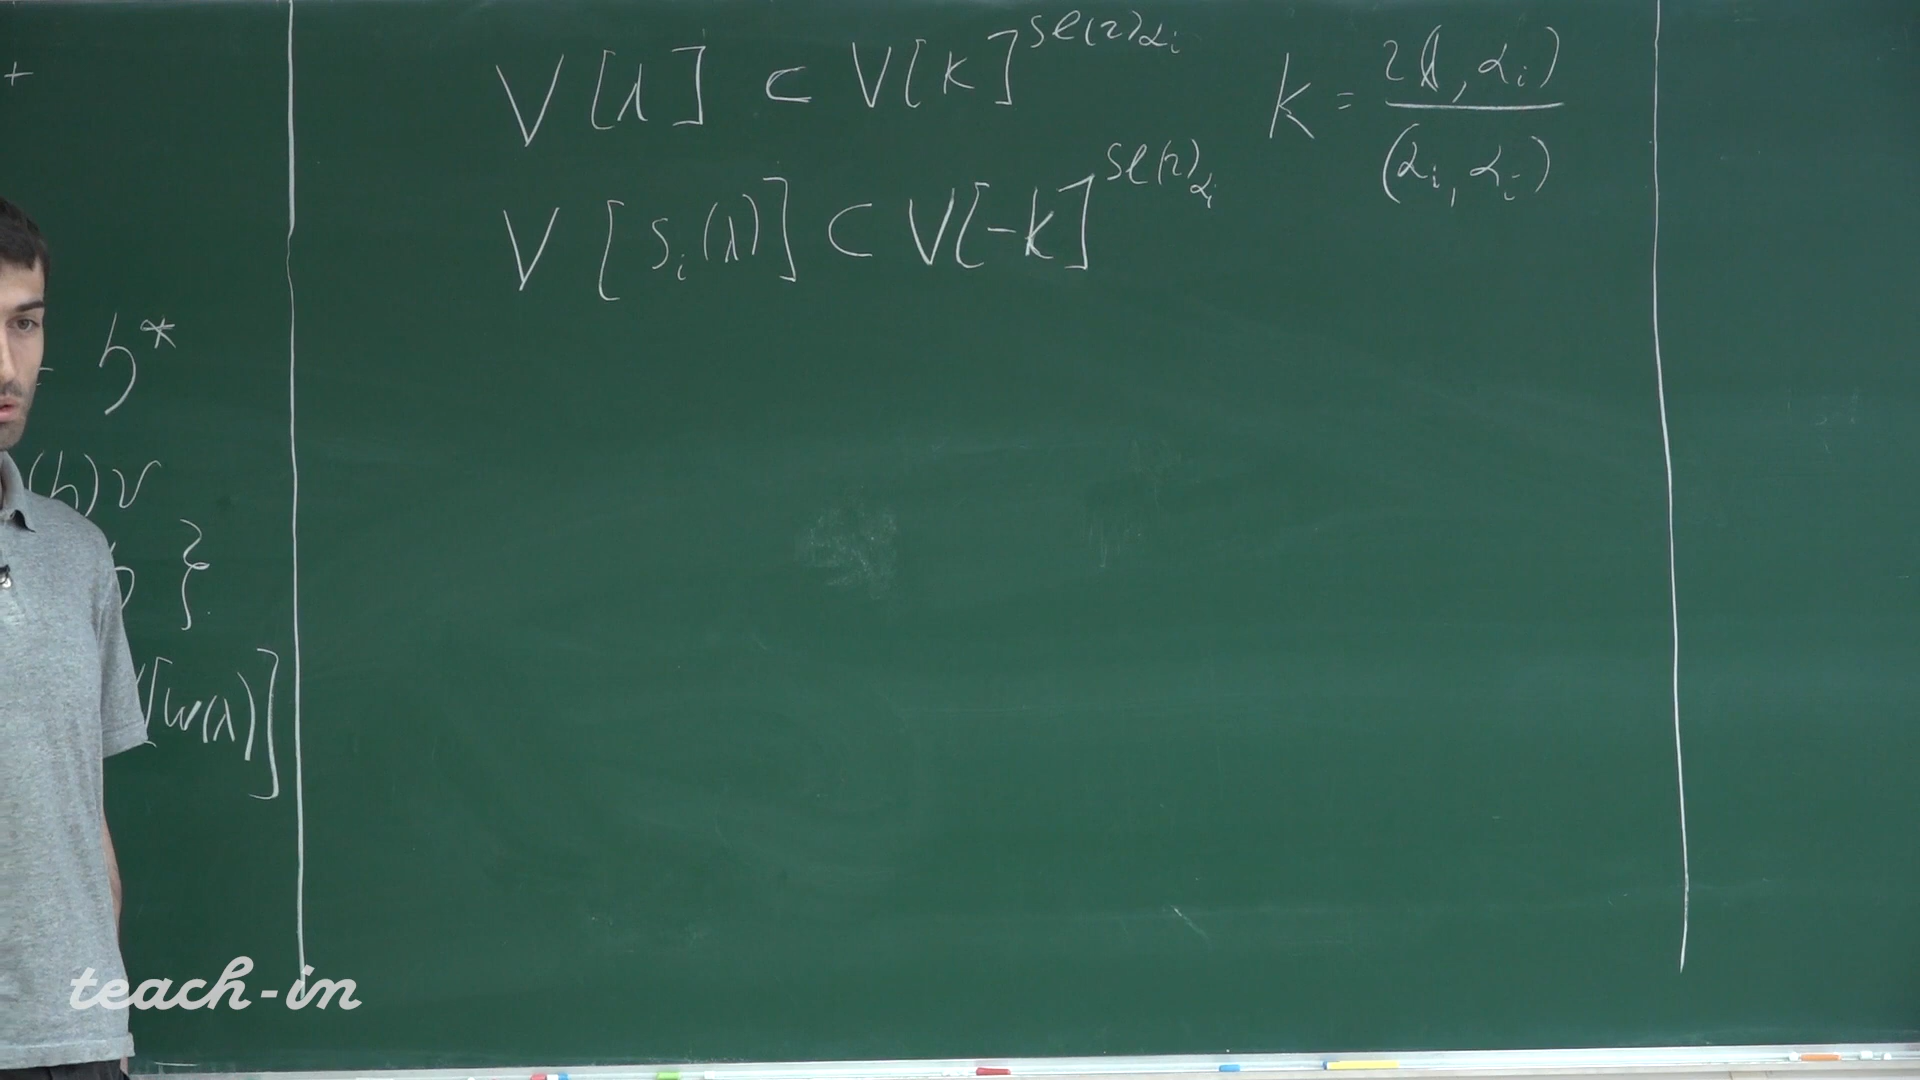 +
V[λ] ⊂ V[k]^{sl(2)_{α_i}} k = 2(λ, α_i) / (α_i, α_i)
V[s_i(λ)] ⊂ V[-k]^{sl(2)_{α_i}}
h*
(h)v
}
[w(λ)]
teach-in